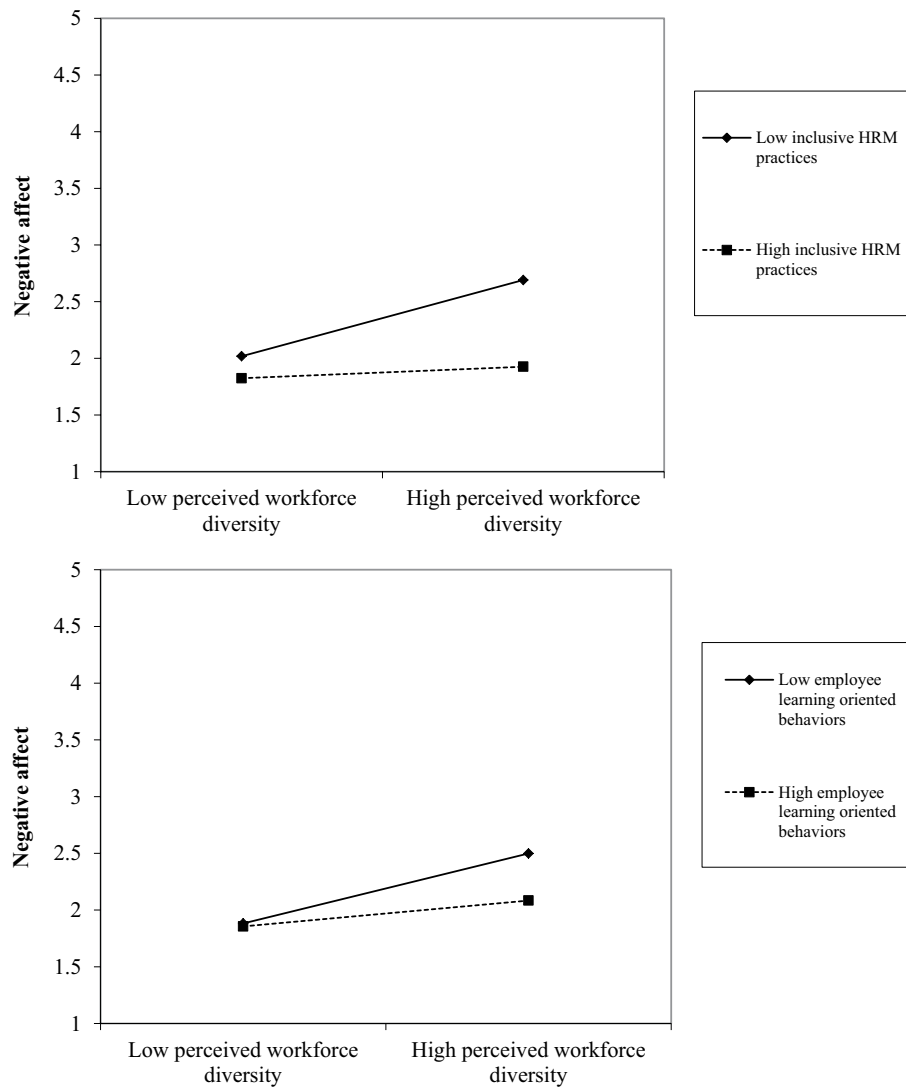 5
4.5
4
3.5
3
2.5
2
1.5
1
Negative affect
Low perceived workforce
diversity
High perceived workforce
diversity
Low inclusive HRM
practices
High inclusive HRM
practices
5
4.5
4
3.5
3
2.5
2
1.5
1
Negative affect
Low perceived workforce
diversity
High perceived workforce
diversity
Low employee
learning oriented
behaviors
High employee
learning oriented
behaviors